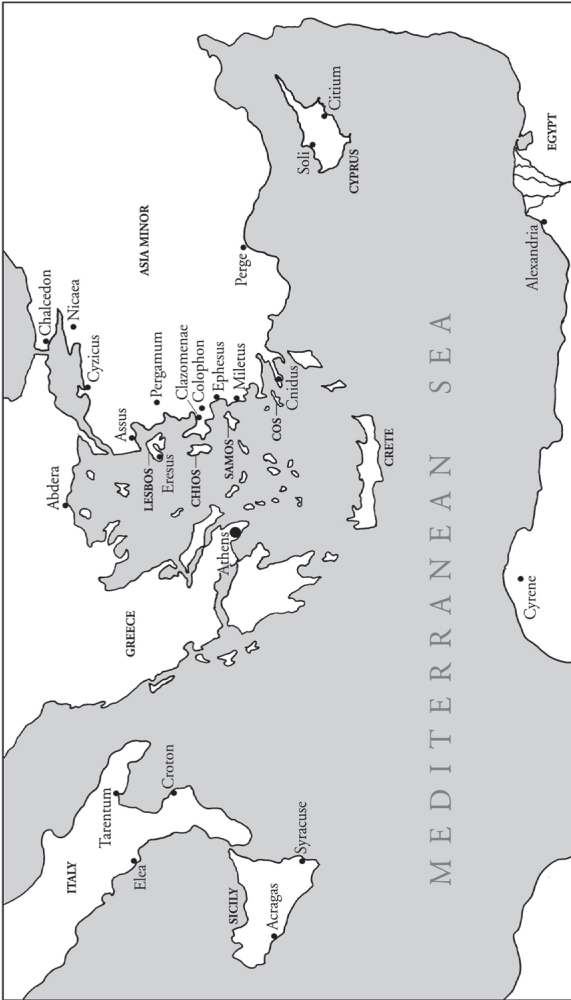 Chalcedon
Abdera
ITALY
Nicaea
Cyzicus
Tarentum
Assus
GREECE
Elea
ASIA MINOR
LESBOS
Pergamum
Eresus
Croton
Clazomenae
CHIOS
Colophon
Ephesus
Athens
SAMOS
SICILY
Miletus
Perge
Acragas
COS
Cnidus
Syracuse
Soli
Citium
CYPRUS
CRETE
MEDITERRANEAN SEA
Cyrene
Alexandria
EGYPT